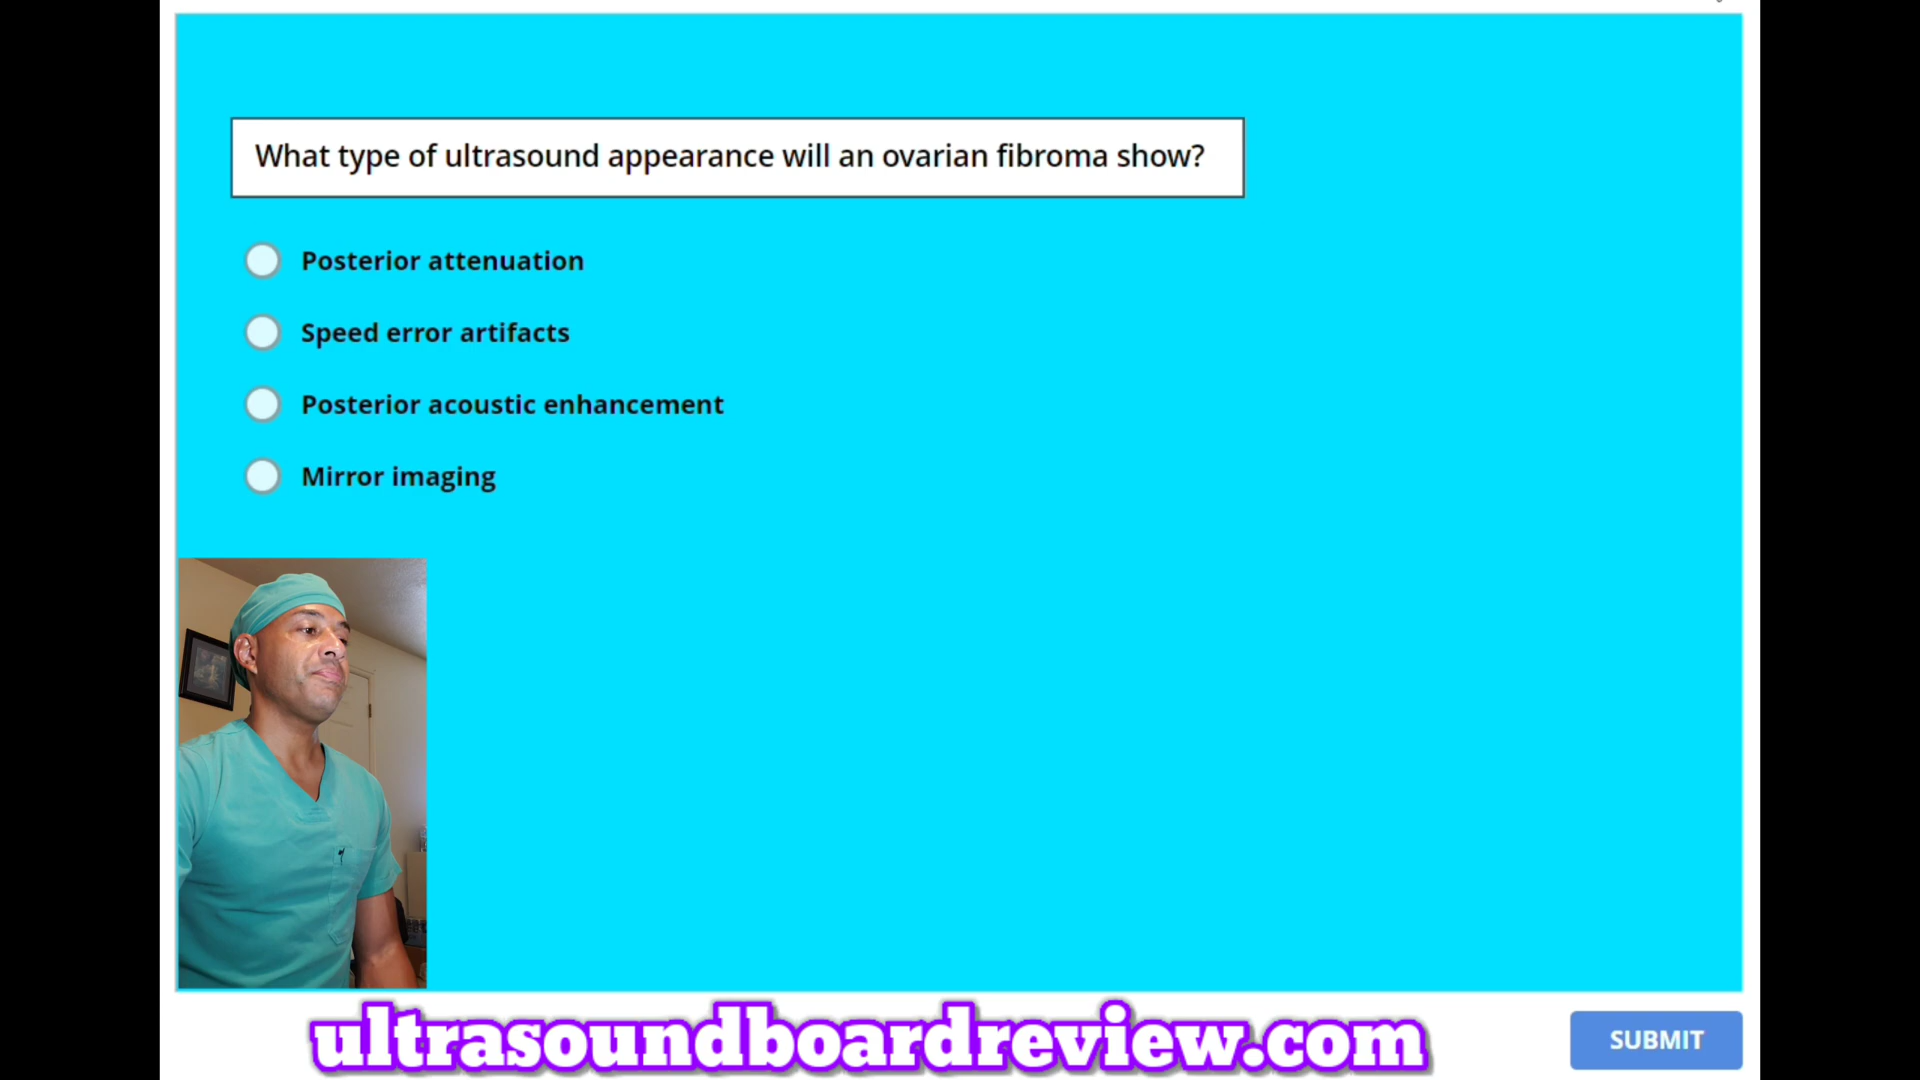 What type of ultrasound appearance will an ovarian fibroma show?
Posterior attenuation
Speed error artifacts
Posterior acoustic enhancement
Mirror imaging
ultrasoundboardreview.com
SUBMIT